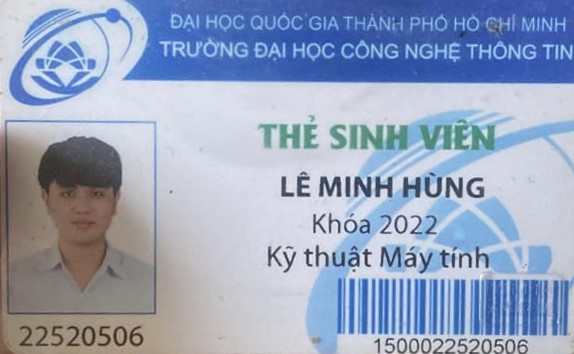 ĐẠI HỌC QUỐC GIA THÀNH PHỐ HỒ CHÍ MINH
TRƯỜNG ĐẠI HỌC CÔNG NGHỆ THÔNG TIN
THẺ SINH VIÊN
LÊ MINH HÙNG
Khóa 2022
Kỹ thuật Máy tính
22520506
1500022520506